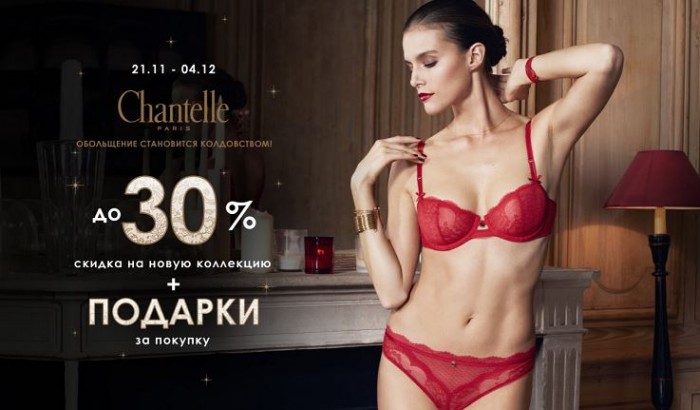 21.11 - 04.12
Chantelle
PARIS
ОБОЛЬЩЕНИЕ СТАНОВИТСЯ КОЛДОВСТВОМ!
до 30%
скидка на новую коллекцию
+
ПОДАРКИ
за покупку